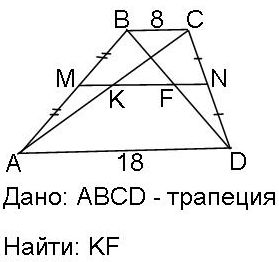 B 8 C
M N
K F
A 18 D
Дано: ABCD - трапеция
Найти: KF